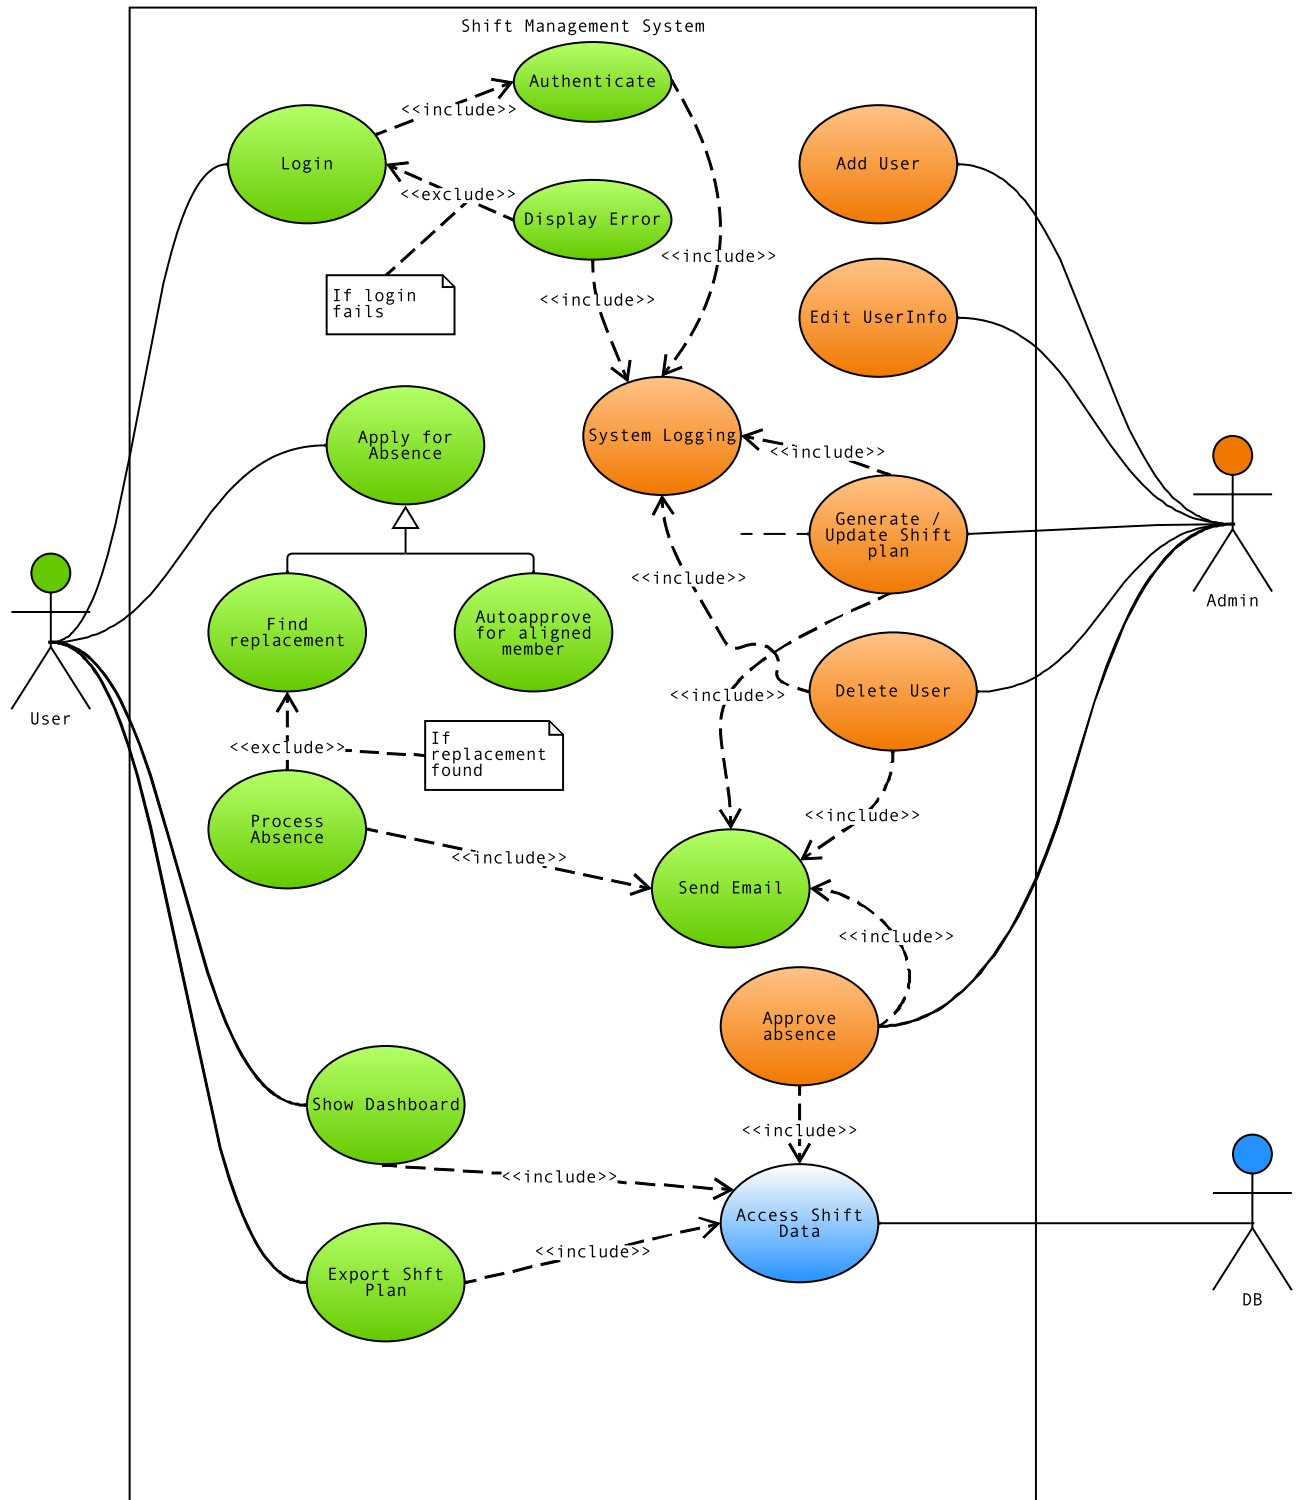 Shift Management System
Authenticate
<<include>>
Login
Add User
<<exclude>>
Display Error
<<include>>
If login
fails
<<include>>
Edit UserInfo
Apply for
Absence
System Logging
<<include>>
Generate /
Update Shift
plan
<<include>>
Admin
Find
replacement
Autoapprove
for aligned
member
Delete User
<<include>>
User
<<exclude>>
If
replacement
found
Process
Absence
<<include>>
<<include>>
Send Email
<<include>>
Approve
absence
Show Dashboard
<<include>>
<<include>>
Access Shift
Data
<<include>>
Export Shft
Plan
DB